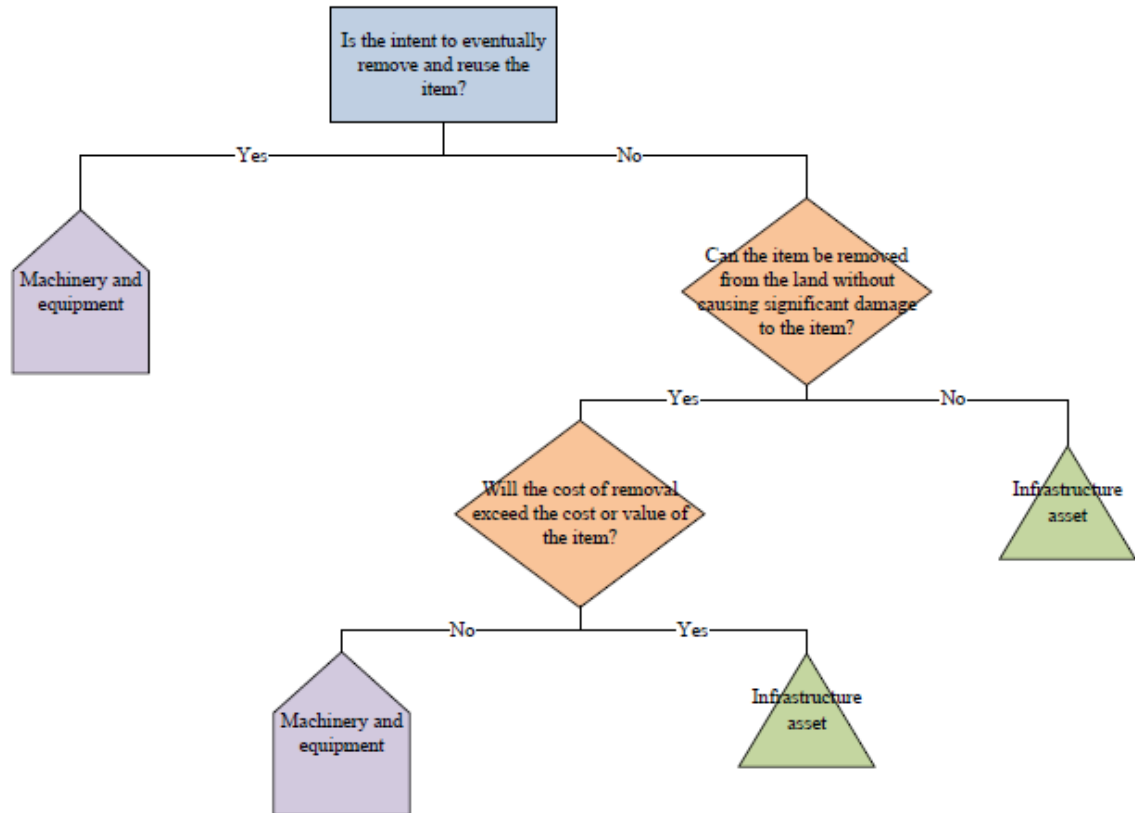 Is the intent to eventually
remove and reuse the
item?
Yes
No
Machinery and
equipment
Can the item be removed
from the land without
causing significant damage
to the item?
Yes
No
Will the cost of removal
exceed the cost or value of
the item?
Infrastructure
asset
No
Yes
Machinery and
equipment
Infrastructure
asset